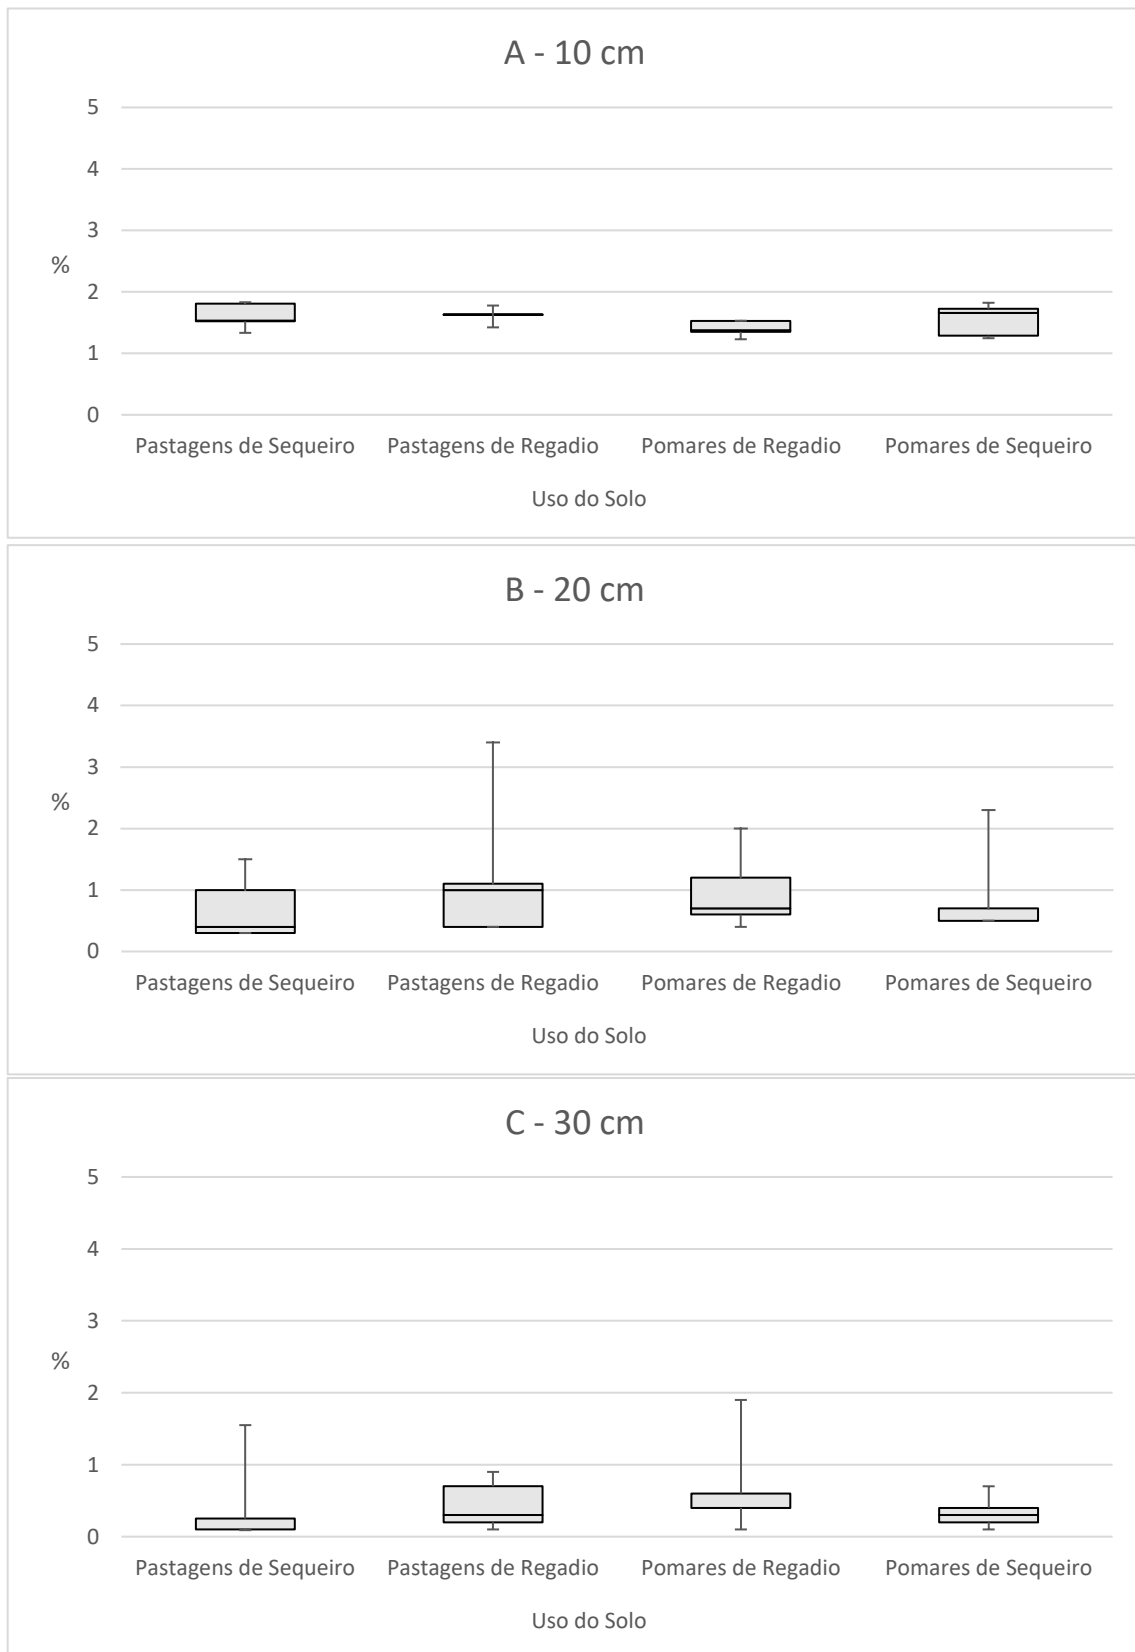 A - 10 cm
5
4
3
%
2
1
0
Pastagens de Sequeiro Pastagens de Regadio Pomares de Regadio Pomares de Sequeiro
Uso do Solo
B - 20 cm
5
4
3
%
2
1
0
Pastagens de Sequeiro Pastagens de Regadio Pomares de Regadio Pomares de Sequeiro
Uso do Solo
C - 30 cm
5
4
3
%
2
1
0
Pastagens de Sequeiro Pastagens de Regadio Pomares de Regadio Pomares de Sequeiro
Uso do Solo